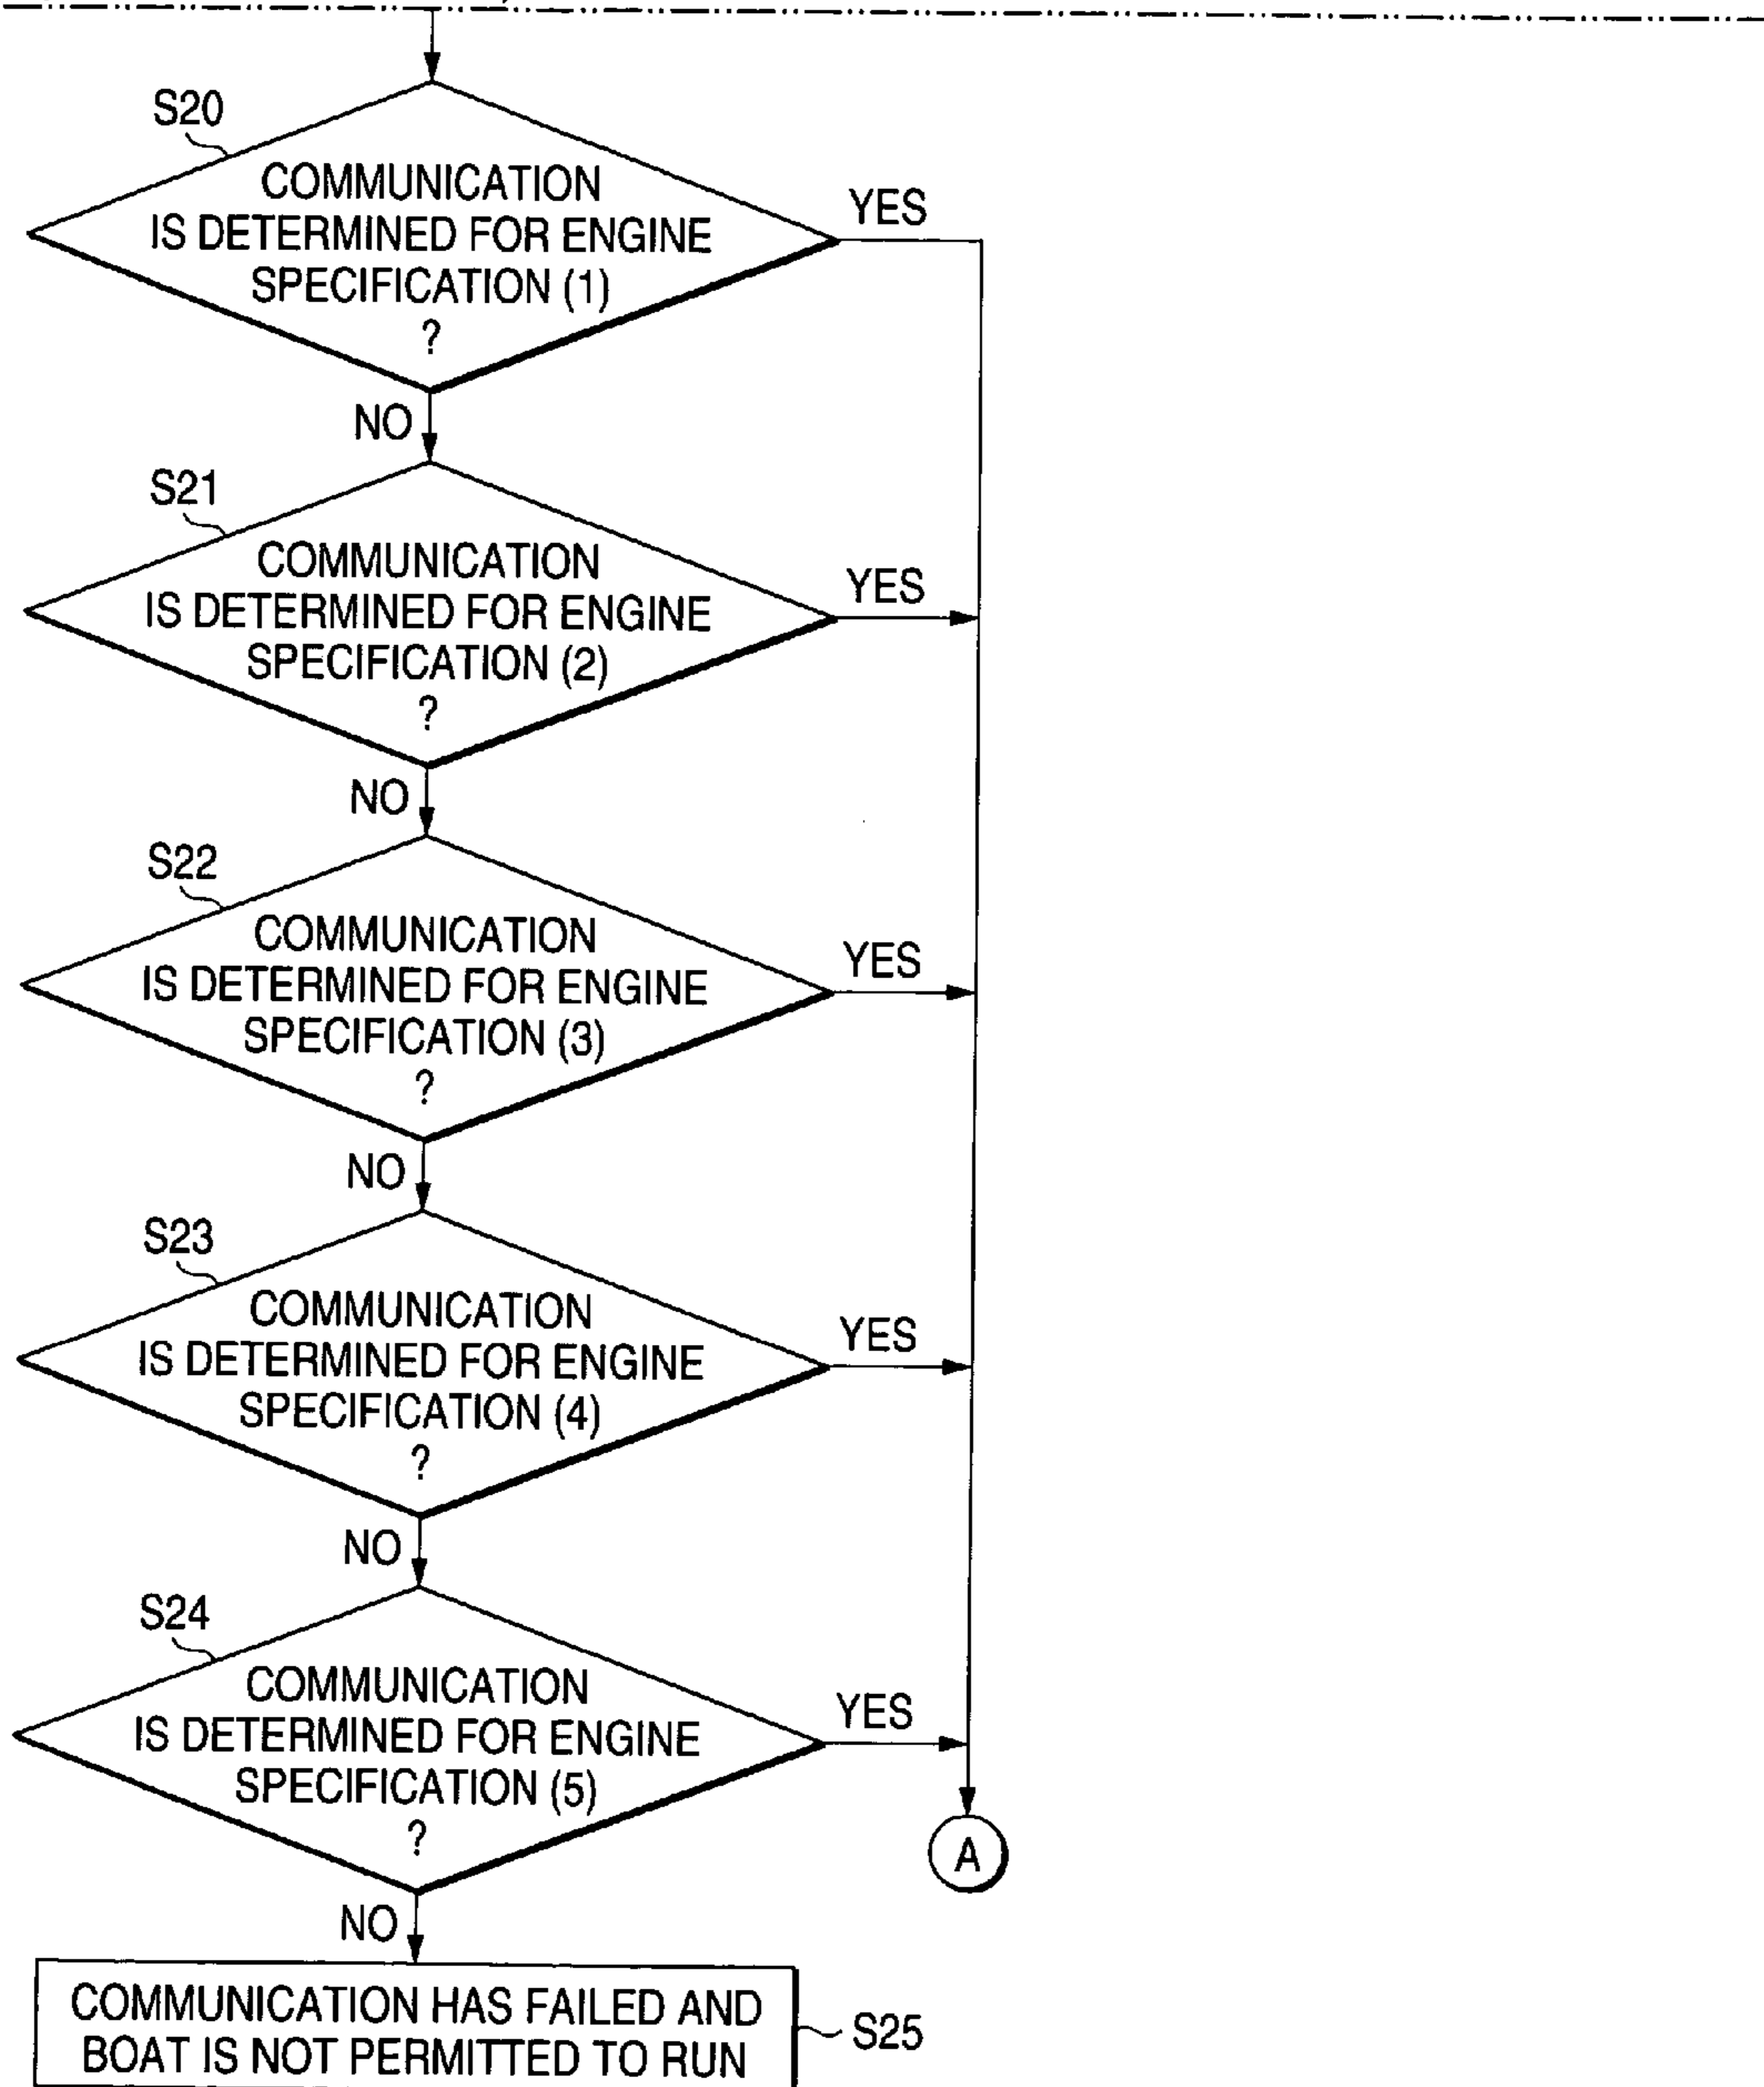 S20
COMMUNICATION
IS DETERMINED FOR ENGINE
SPECIFICATION (1)
?
YES
NO
S21
COMMUNICATION
IS DETERMINED FOR ENGINE
SPECIFICATION (2)
?
YES
NO
S22
COMMUNICATION
IS DETERMINED FOR ENGINE
SPECIFICATION (3)
?
YES
NO
S23
COMMUNICATION
IS DETERMINED FOR ENGINE
SPECIFICATION (4)
?
YES
NO
S24
COMMUNICATION
IS DETERMINED FOR ENGINE
SPECIFICATION (5)
?
YES
A
NO
COMMUNICATION HAS FAILED AND
BOAT IS NOT PERMITTED TO RUN
S25